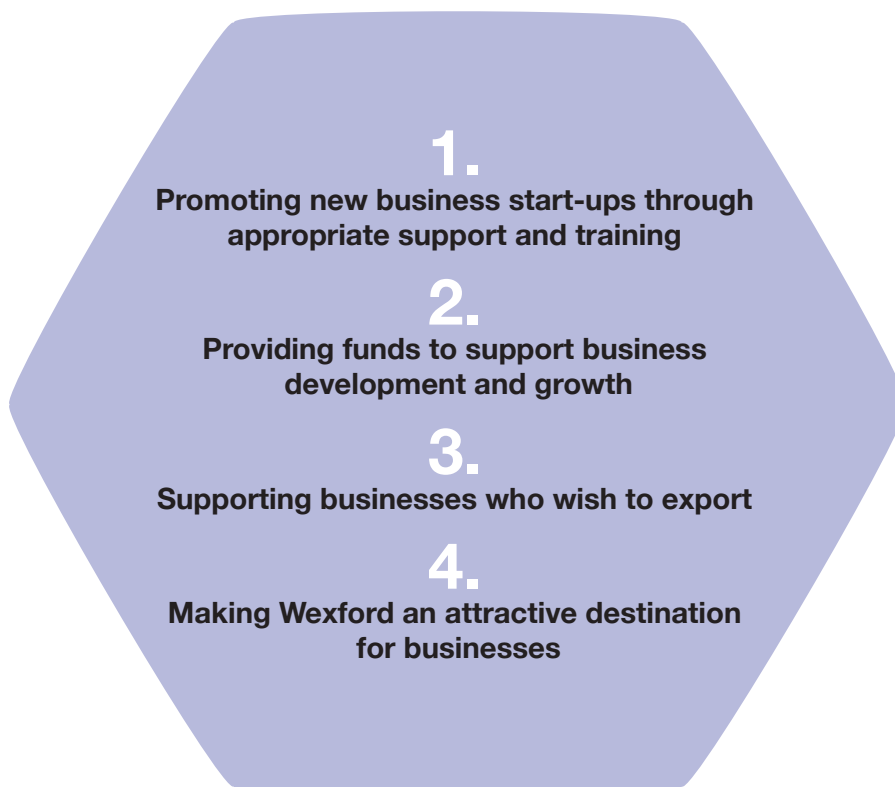 1.
Promoting new business start-ups through
appropriate support and training
2.
Providing funds to support business
development and growth
3.
Supporting businesses who wish to export
4.
Making Wexford an attractive destination
for businesses